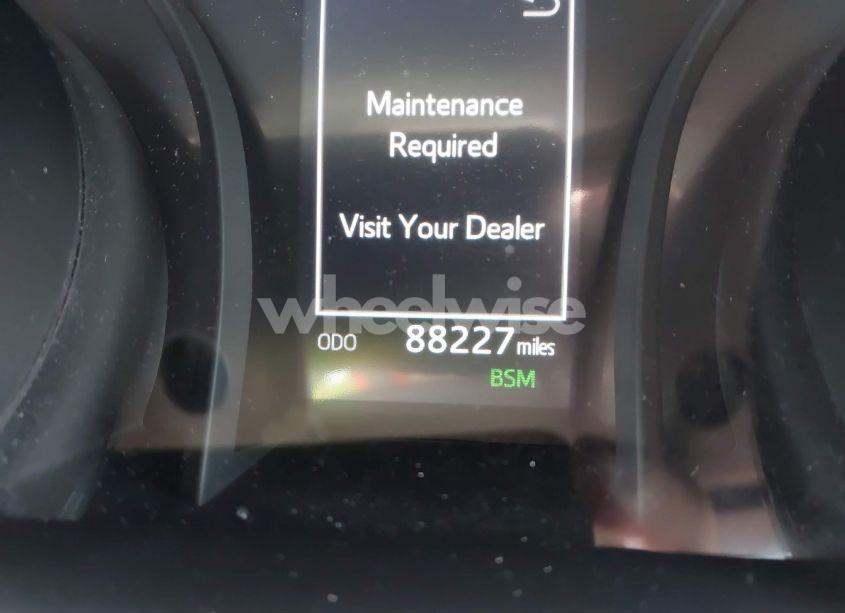 Maintenance
Required
Visit Your Dealer
wheelwise
ODO 88227 miles
BSM